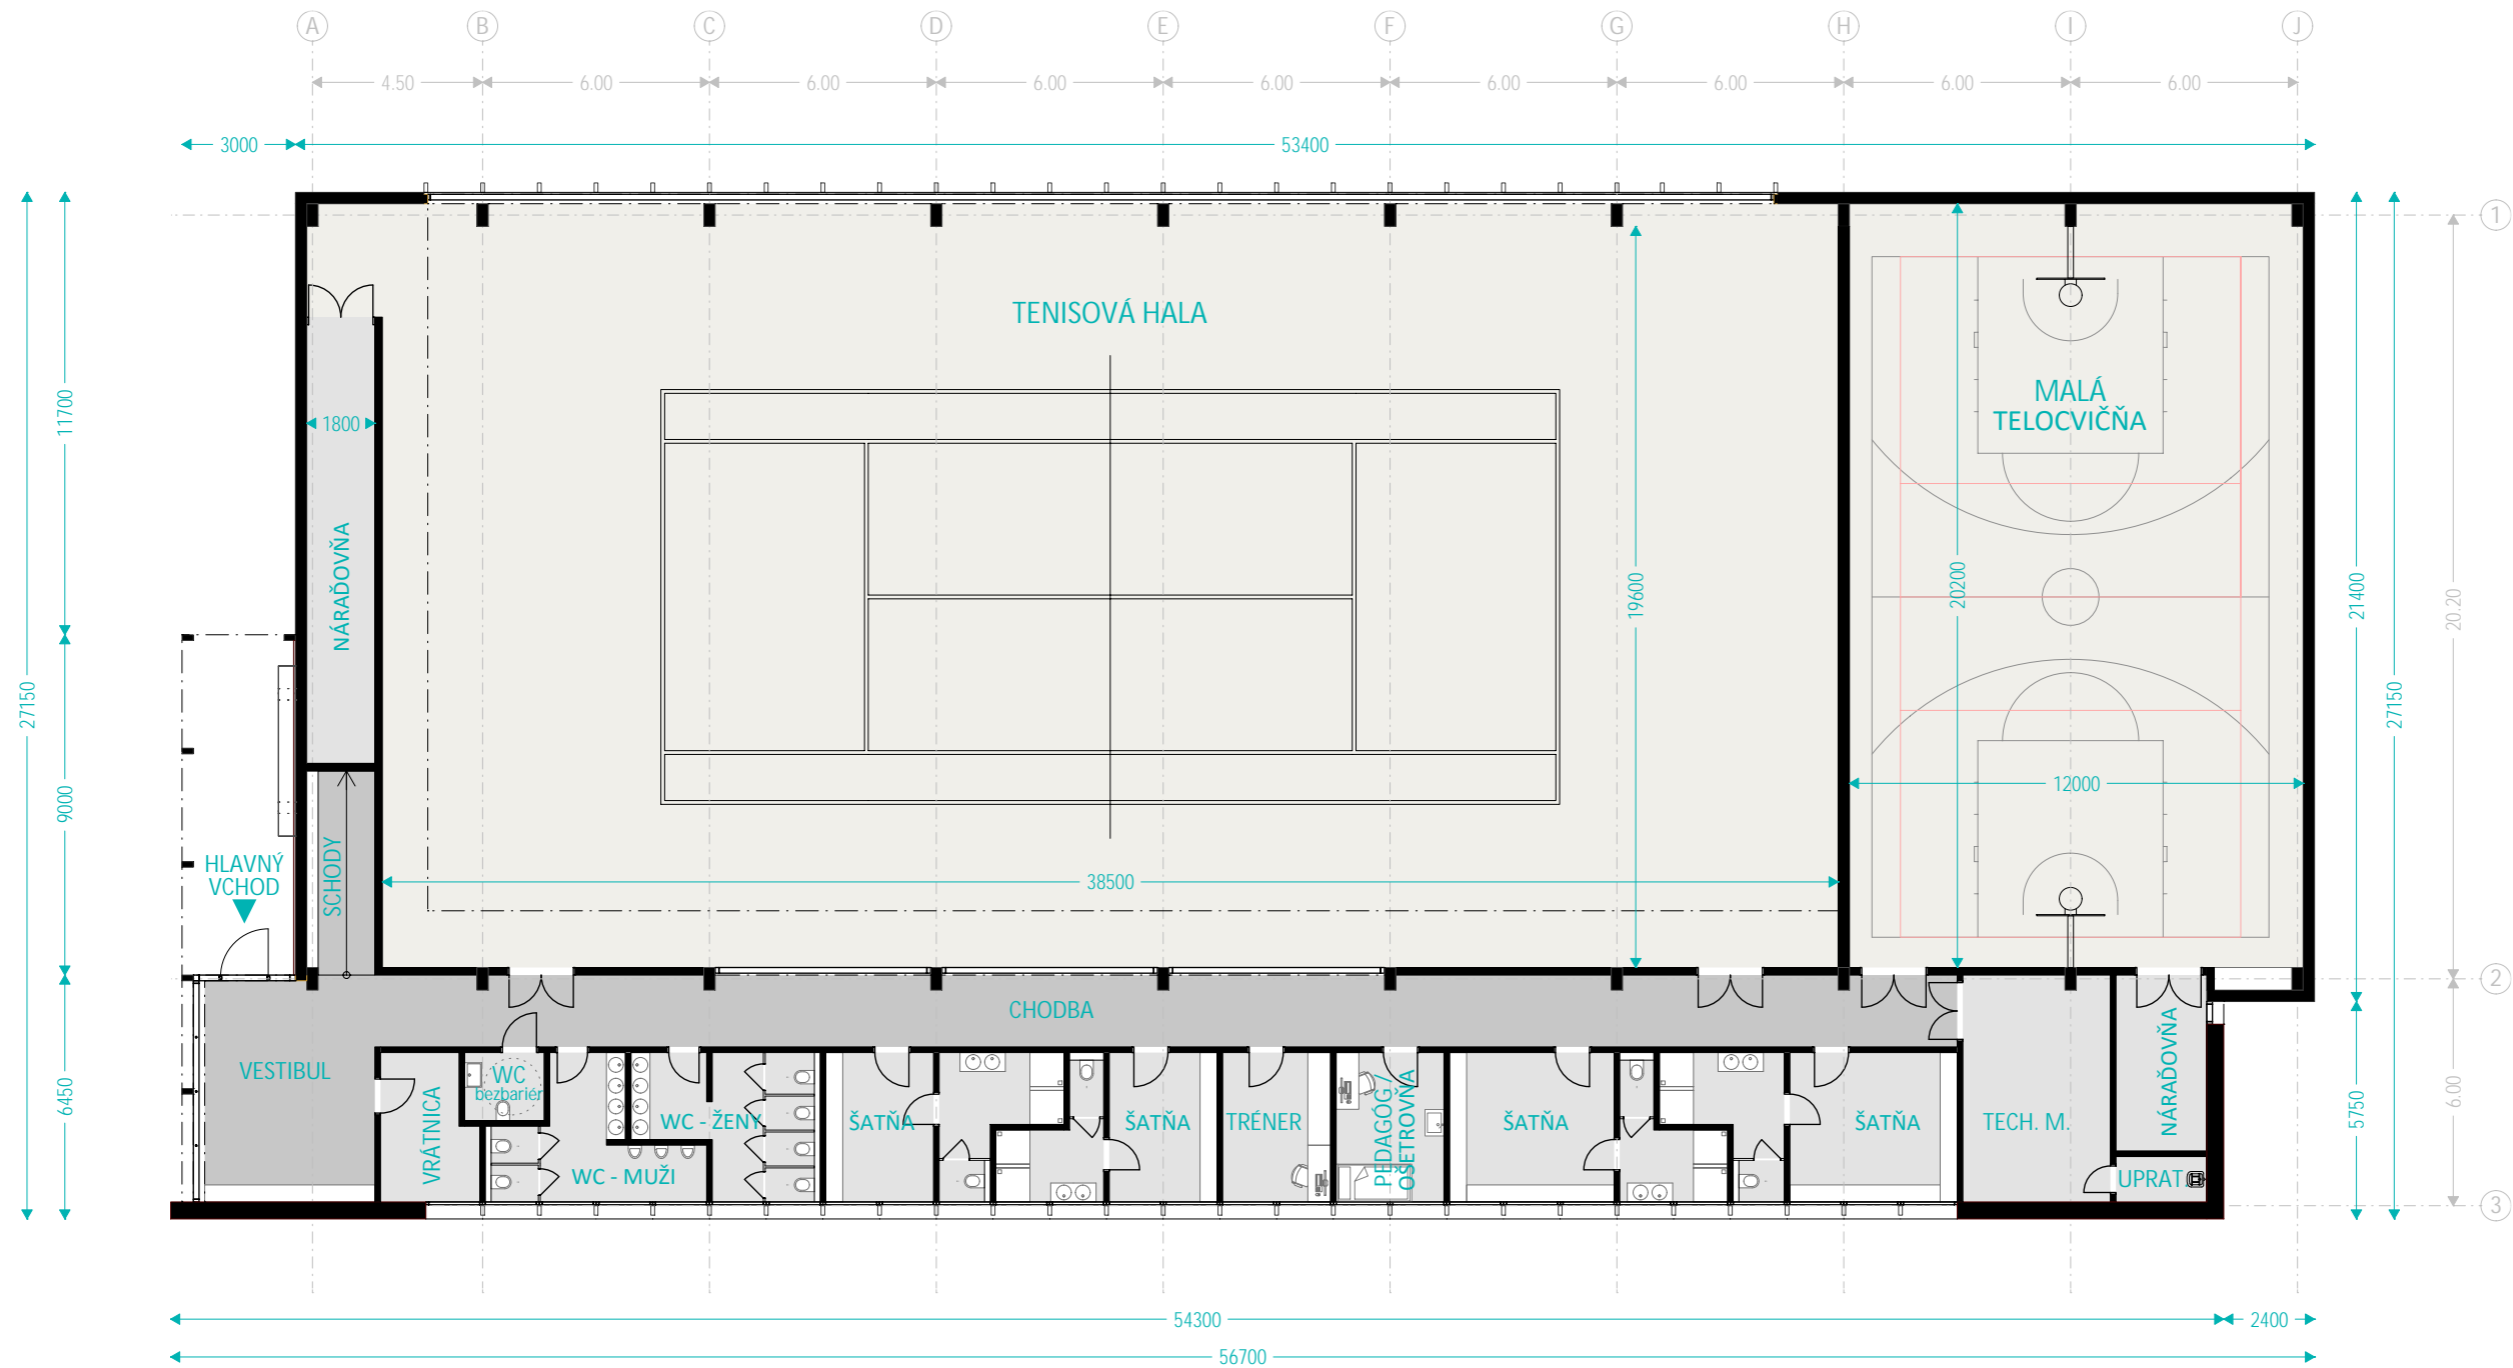 A B C D E F G H I J
4.50 6.00 6.00 6.00 6.00 6.00 6.00 6.00 6.00
3000 53400
1
TENISOVÁ HALA
MALÁ
TELOCVIČŇA
11700
1800
NÁRAĎOVŇA
19600
20200
21400
20.20
27150
27150
12000
9000
SCHODY
HLAVNÝ
VCHOD
38500
2
CHODBA
VESTIBUL
VRÁTNICA
WC
bezbariér
WC - MUŽI
WC - ŽENY
ŠATŇA
ŠATŇA
TRÉNER
PEDAGÓG /
OŠETROVŇA
ŠATŇA
ŠATŇA
TECH. M.
NÁRAĎOVŇA
UPRAT.
6450
5750
6.00
3
54300 2400
56700